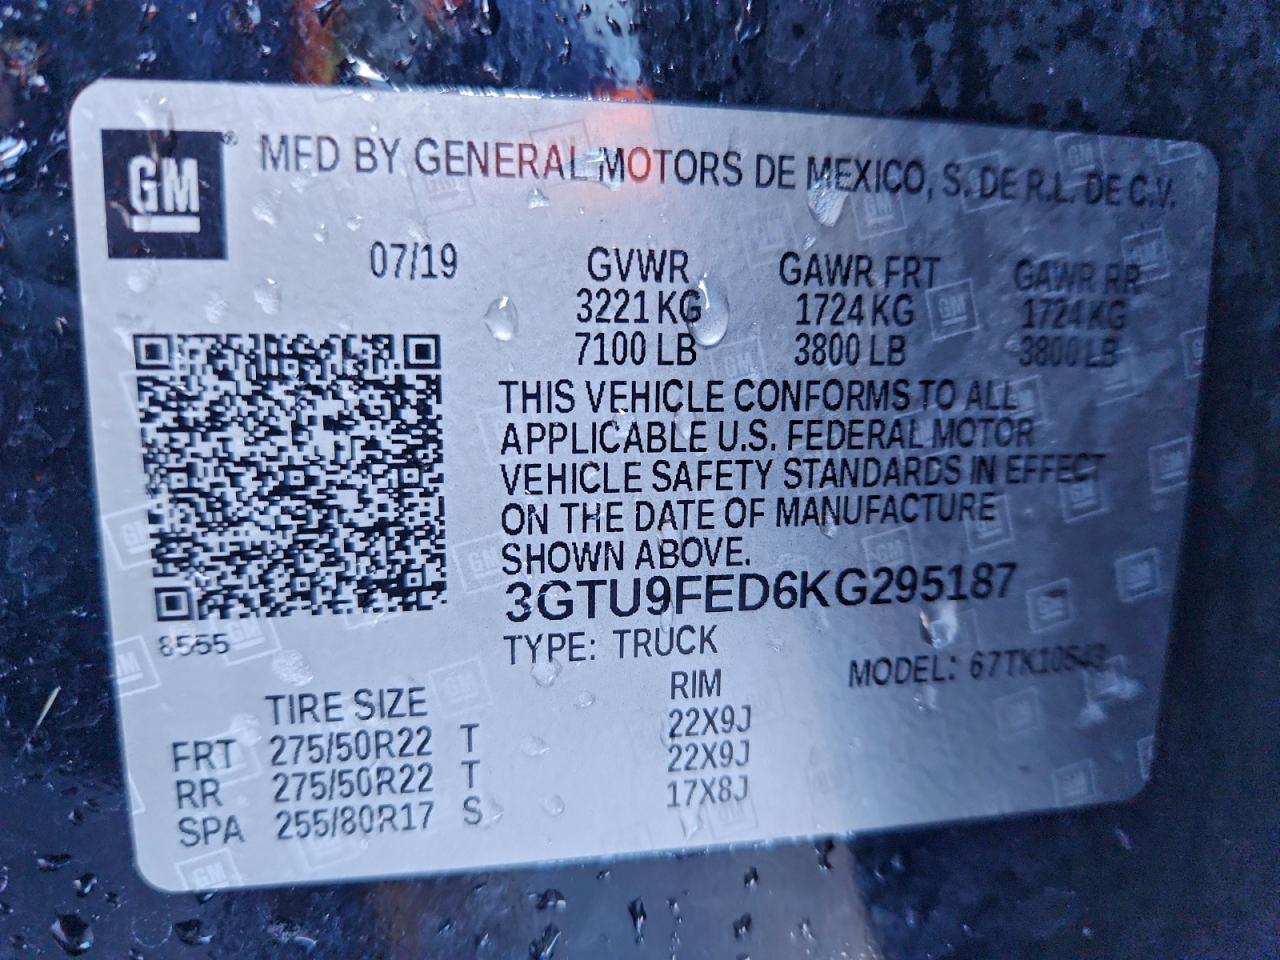 GM ® MFD BY GENERAL MOTORS DE MEXICO, S. DE R.L. DE C.V.
07/19 GVWR GAWR FRT GAWR RR
3221 KG 1724 KG 1724 KG
7100 LB 3800 LB 3800 LB
THIS VEHICLE CONFORMS TO ALL
APPLICABLE U.S. FEDERAL MOTOR
VEHICLE SAFETY STANDARDS IN EFFECT
ON THE DATE OF MANUFACTURE
SHOWN ABOVE.
3GTU9FED6KG295187
8555
TYPE: TRUCK
MODEL: 67TK10543
TIRE SIZE RIM
FRT 275/50R22 T 22X9J
RR 275/50R22 T 22X9J
SPA 255/80R17 S 17X8J